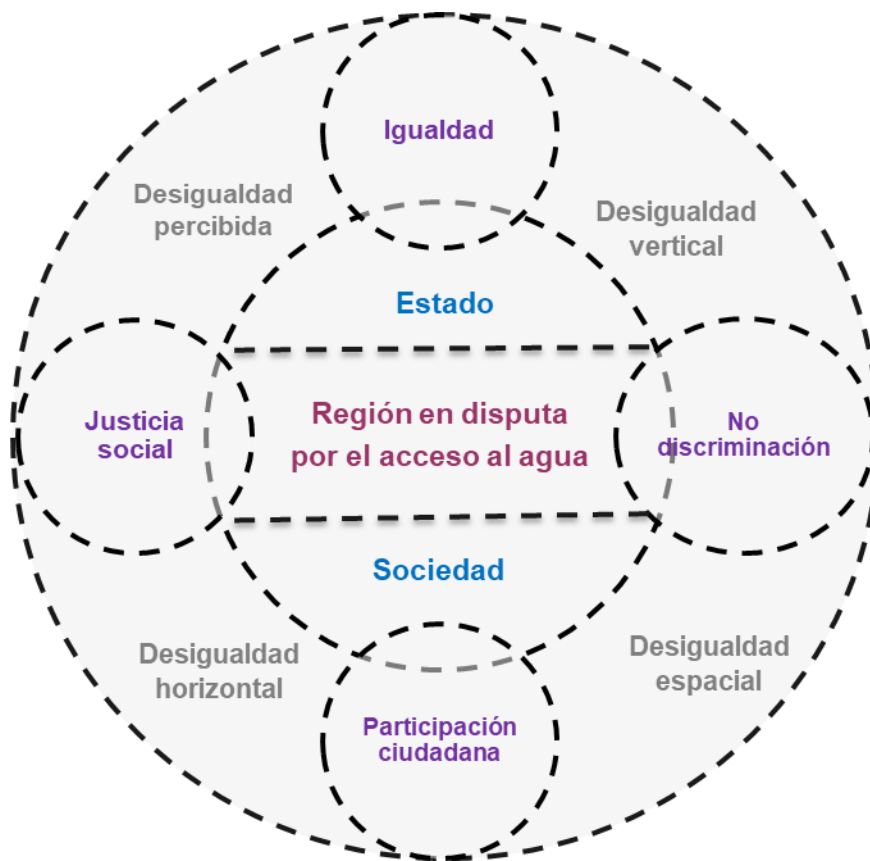 Igualdad
Desigualdad
percibida
Desigualdad
vertical
Estado
Justicia
social
Región en disputa
por el acceso al agua
No
discriminación
Sociedad
Desigualdad
horizontal
Desigualdad
espacial
Participación
ciudadana